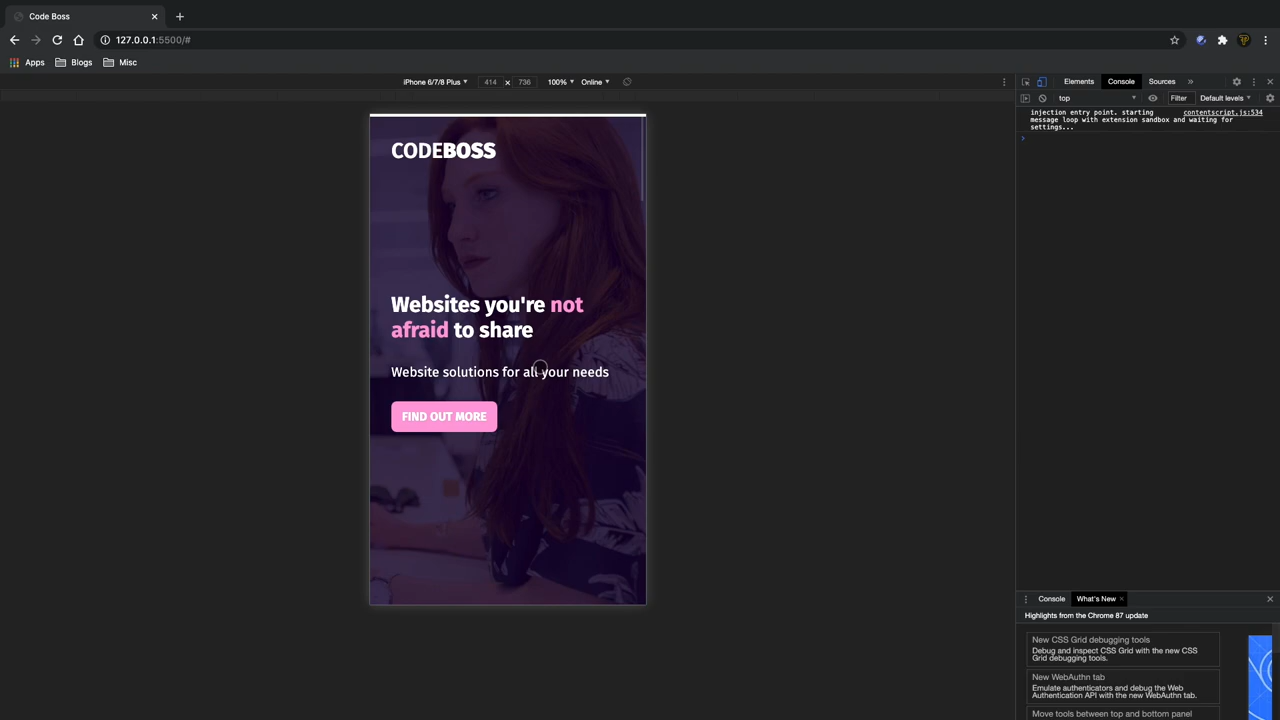 Code Boss
127.0.0.1:5500/#
Apps Blogs Misc
iPhone 6/7/8 Plus 414 × 736 100% Online
Elements Console Sources
top Filter Default levels
injection entry point. starting contentscript.js:534
message loop with extension sandbox and waiting for
settings...
CODEBOSS
Websites you're not
afraid to share
Website solutions for all your needs
FIND OUT MORE
Console What's New
Highlights from the Chrome 87 update
New CSS Grid debugging tools
Debug and inspect CSS Grid with the new CSS
Grid debugging tools.
New WebAuthn tab
Emulate authenticators and debug the Web
Authentication API with the new WebAuthn tab.
Move tools between top and bottom panel